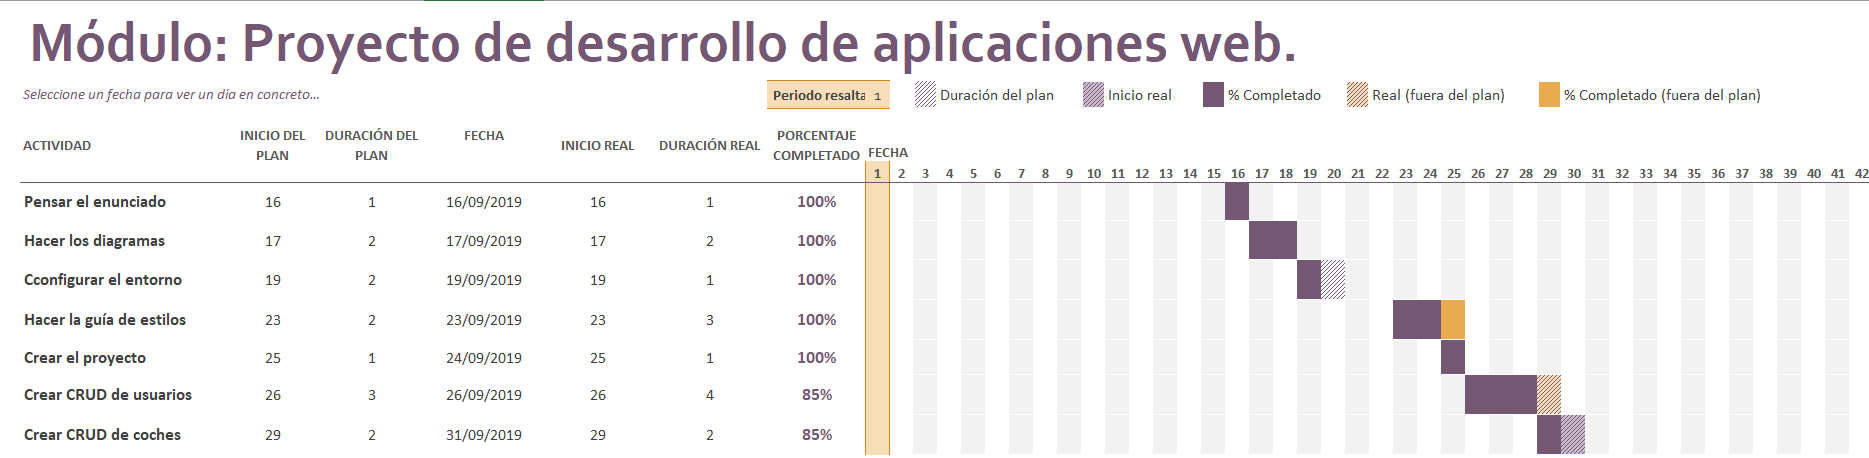 Módulo: Proyecto de desarrollo de aplicaciones web.
Seleccione un fecha para ver un día en concreto...
Periodo resalta 1 Duración del plan Inicio real % Completado Real (fuera del plan) % Completado (fuera del plan)
ACTIVIDAD INICIO DEL PLAN DURACIÓN DEL PLAN FECHA INICIO REAL DURACIÓN REAL PORCENTAJE COMPLETADO FECHA
1 2 3 4 5 6 7 8 9 10 11 12 13 14 15 16 17 18 19 20 21 22 23 24 25 26 27 28 29 30 31 32 33 34 35 36 37 38 39 40 41 42
Pensar el enunciado 16 1 16/09/2019 16 1 100%
Hacer los diagramas 17 2 17/09/2019 17 2 100%
Cconfigurar el entorno 19 2 19/09/2019 19 1 100%
Hacer la guía de estilos 23 2 23/09/2019 23 3 100%
Crear el proyecto 25 1 24/09/2019 25 1 100%
Crear CRUD de usuarios 26 3 26/09/2019 26 4 85%
Crear CRUD de coches 29 2 31/09/2019 29 2 85%